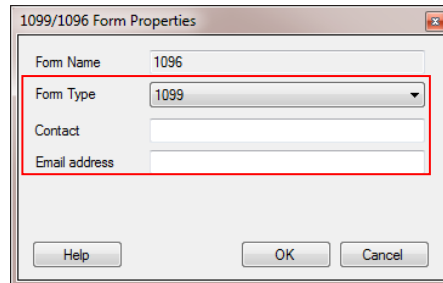 1099/1096 Form Properties
Form Name 1096
Form Type 1099
Contact
Email address
Help OK Cancel